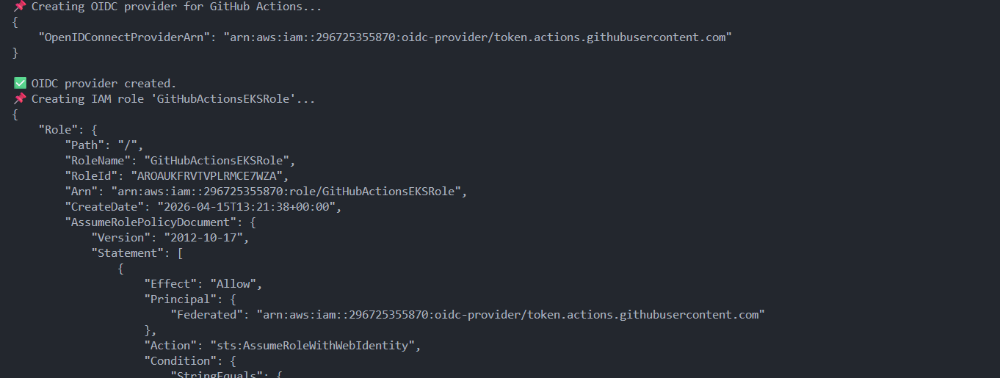 📌 Creating OIDC provider for GitHub Actions...
{
    "OpenIDConnectProviderArn": "arn:aws:iam::296725355870:oidc-provider/token.actions.githubusercontent.com"
}
✅ OIDC provider created.
📌 Creating IAM role 'GitHubActionsEKSRole'...
{
    "Role": {
        "Path": "/",
        "RoleName": "GitHubActionsEKSRole",
        "RoleId": "AROAUKFRVTVPLRMCE7WZA",
        "Arn": "arn:aws:iam::296725355870:role/GitHubActionsEKSRole",
        "CreateDate": "2026-04-15T13:21:38+00:00",
        "AssumeRolePolicyDocument": {
            "Version": "2012-10-17",
            "Statement": [
                {
                    "Effect": "Allow",
                    "Principal": {
                        "Federated": "arn:aws:iam::296725355870:oidc-provider/token.actions.githubusercontent.com"
                    },
                    "Action": "sts:AssumeRoleWithWebIdentity",
                    "Condition": {
                        "StringEquals": {